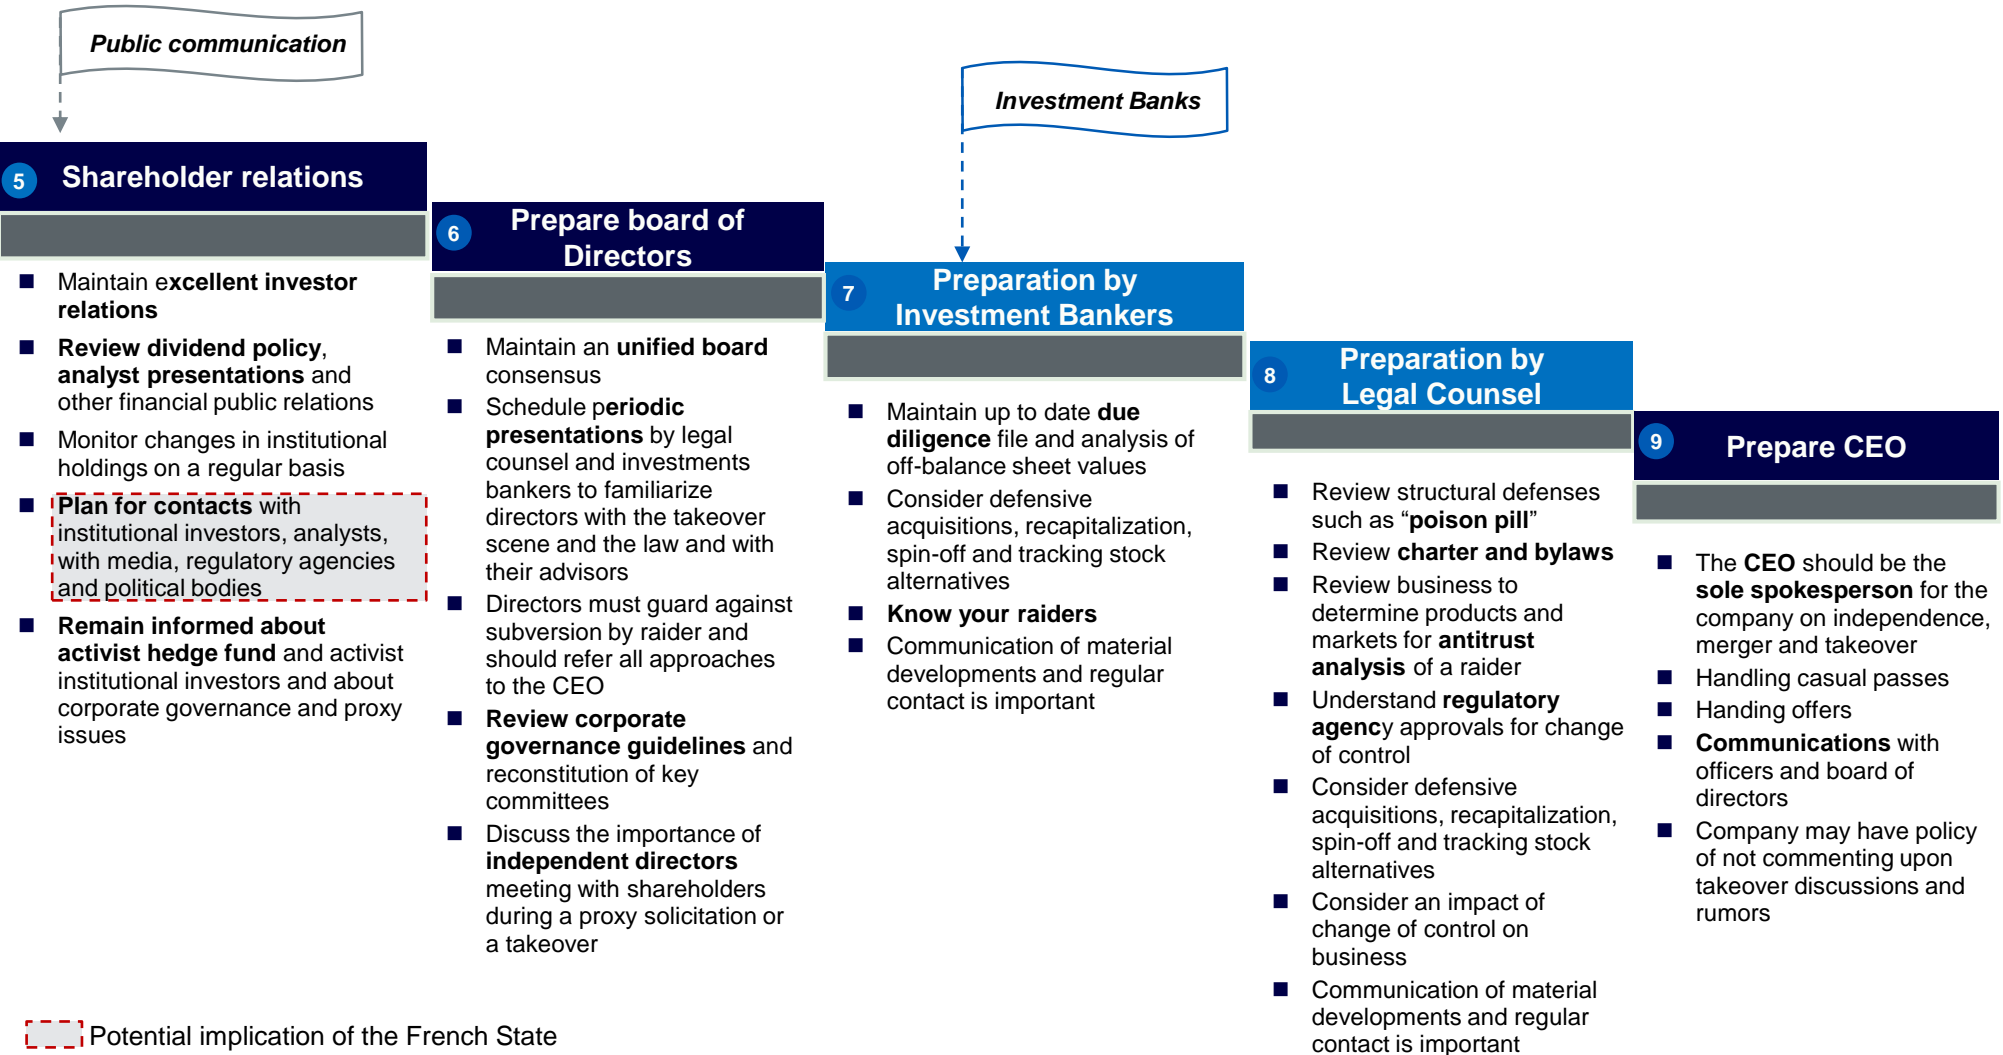 Public communication
Investment Banks
5
Shareholder relations
Maintain excellent investor
relations
Review dividend policy,
analyst presentations and
other financial public relations
Monitor changes in institutional
holdings on a regular basis
Plan for contacts with
institutional investors, analysts,
with media, regulatory agencies
and political bodies
Remain informed about
activist hedge fund and activist
institutional investors and about
corporate governance and proxy
issues
6
Prepare board of
Directors
Maintain an unified board
consensus
Schedule periodic
presentations by legal
counsel and investments
bankers to familiarize
directors with the takeover
scene and the law and with
their advisors
Directors must guard against
subversion by raider and
should refer all approaches
to the CEO
Review corporate
governance guidelines and
reconstitution of key
committees
Discuss the importance of
independent directors
meeting with shareholders
during a proxy solicitation or
a takeover
7
Preparation by
Investment Bankers
Maintain up to date due
diligence file and analysis of
off-balance sheet values
Consider defensive
acquisitions, recapitalization,
spin-off and tracking stock
alternatives
Know your raiders
Communication of material
developments and regular
contact is important
8
Preparation by
Legal Counsel
Review structural defenses
such as “poison pill”
Review charter and bylaws
Review business to
determine products and
markets for antitrust
analysis of a raider
Understand regulatory
agency approvals for change
of control
Consider defensive
acquisitions, recapitalization,
spin-off and tracking stock
alternatives
Consider an impact of
change of control on
business
Communication of material
developments and regular
contact is important
9
Prepare CEO
The CEO should be the
sole spokesperson for the
company on independence,
merger and takeover
Handling casual passes
Handing offers
Communications with
officers and board of
directors
Company may have policy
of not commenting upon
takeover discussions and
rumors
Potential implication of the French State